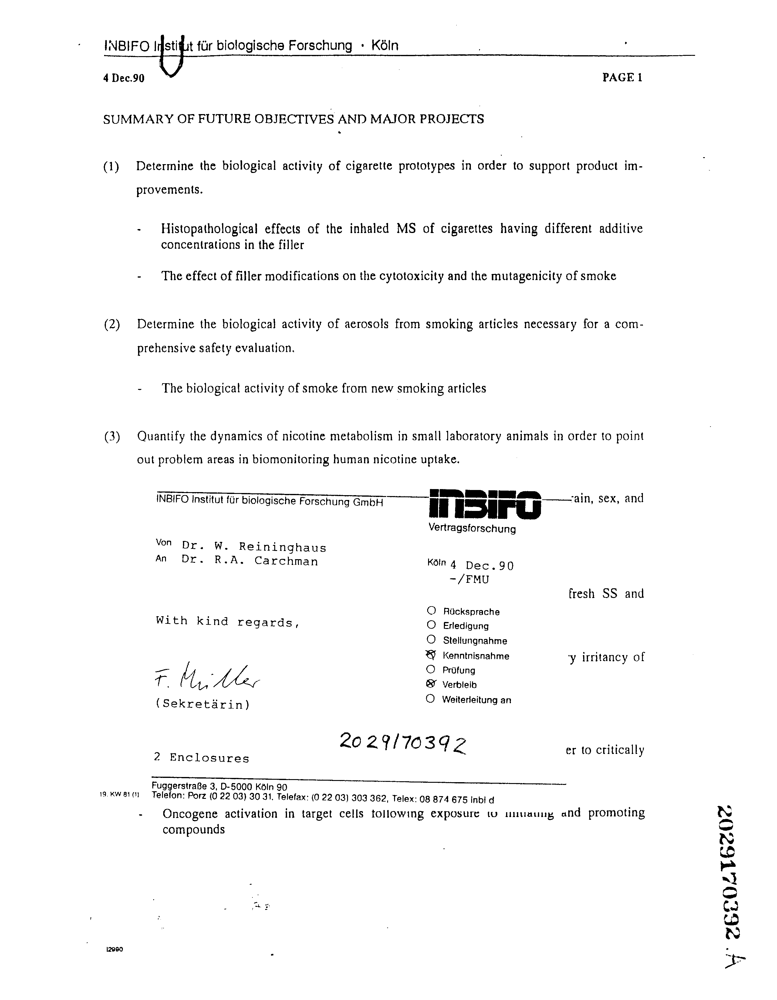 INBIFO Institut für biologische Forschung · Köln
4 Dec.90 PAGE 1
SUMMARY OF FUTURE OBJECTIVES AND MAJOR PROJECTS
(1) Determine the biological activity of cigarette prototypes in order to support product im-
provements.
- Histopathological effects of the inhaled MS of cigarettes having different additive
concentrations in the filler
- The effect of filler modifications on the cytotoxicity and the mutagenicity of smoke
(2) Determine the biological activity of aerosols from smoking articles necessary for a com-
prehensive safety evaluation.
- The biological activity of smoke from new smoking articles
(3) Quantify the dynamics of nicotine metabolism in small laboratory animals in order to point
out problem areas in biomonitoring human nicotine uptake.
INBIFO Institut für biologische Forschung GmbH INBIFO ain, sex, and
Vertragsforschung
Von Dr. W. Reininghaus
An Dr. R.A. Carchman
Köln 4 Dec.90
-/FMU
fresh SS and
With kind regards,
Rücksprache
Erledigung
Stellungnahme
Kenntnisnahme y irritancy of
Prüfung
Verbleib
Weiterleitung an
F. Müller
(Sekretärin)
2029170392
er to critically
2 Enclosures
Fuggerstraße 3, D-5000 Köln 90
19. KW 81 (1) Telefon: Porz (0 22 03) 30 31, Telefax: (0 22 03) 303 362, Telex: 08 874 675 inbi d
- Oncogene activation in target cells following exposure to initiating and promoting
compounds
2029170392 .A
12990